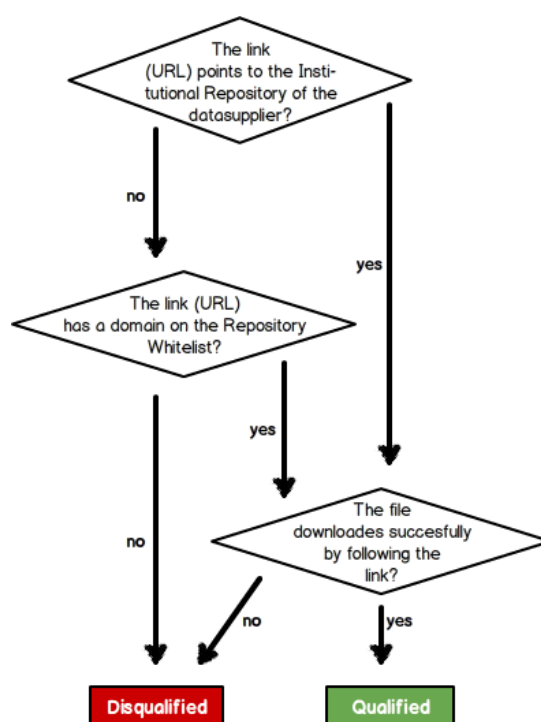 The link
(URL) points to the Insti-
tutional Repository of the
datasupplier?
no
yes
The link (URL)
has a domain on the Repository
Whitelist?
yes
no
The file
downloades succesfully
by following the
link?
no
yes
Disqualified
Qualified